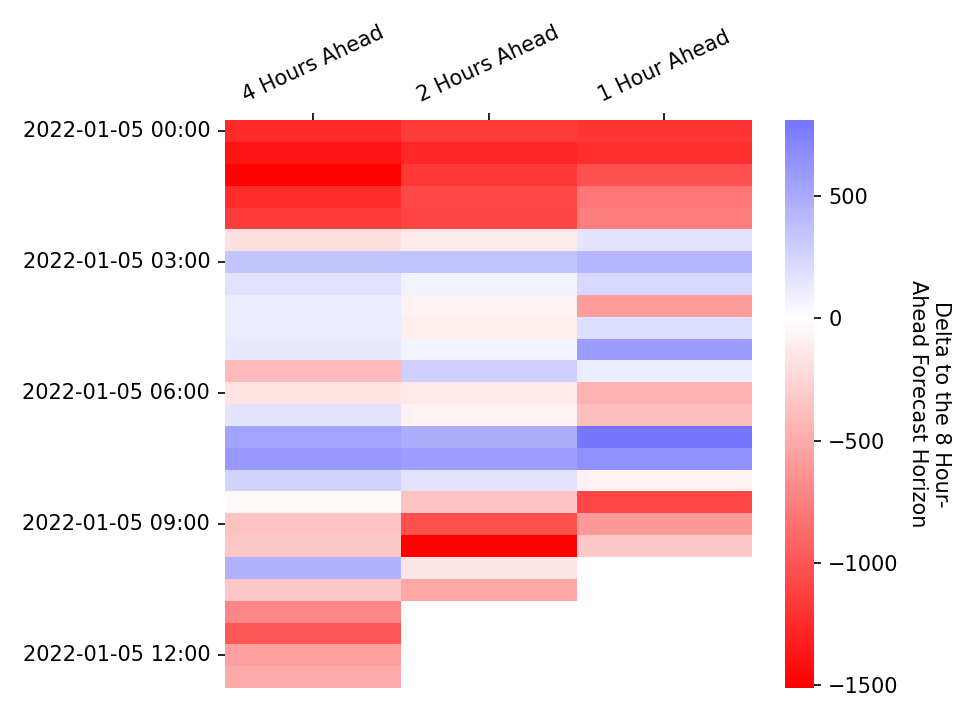 4 Hours Ahead
2 Hours Ahead
1 Hour Ahead
2022-01-05 00:00
2022-01-05 03:00
2022-01-05 06:00
2022-01-05 09:00
2022-01-05 12:00
500
0
−500
−1000
−1500
Delta to the 8 Hour-
Ahead Forecast Horizon